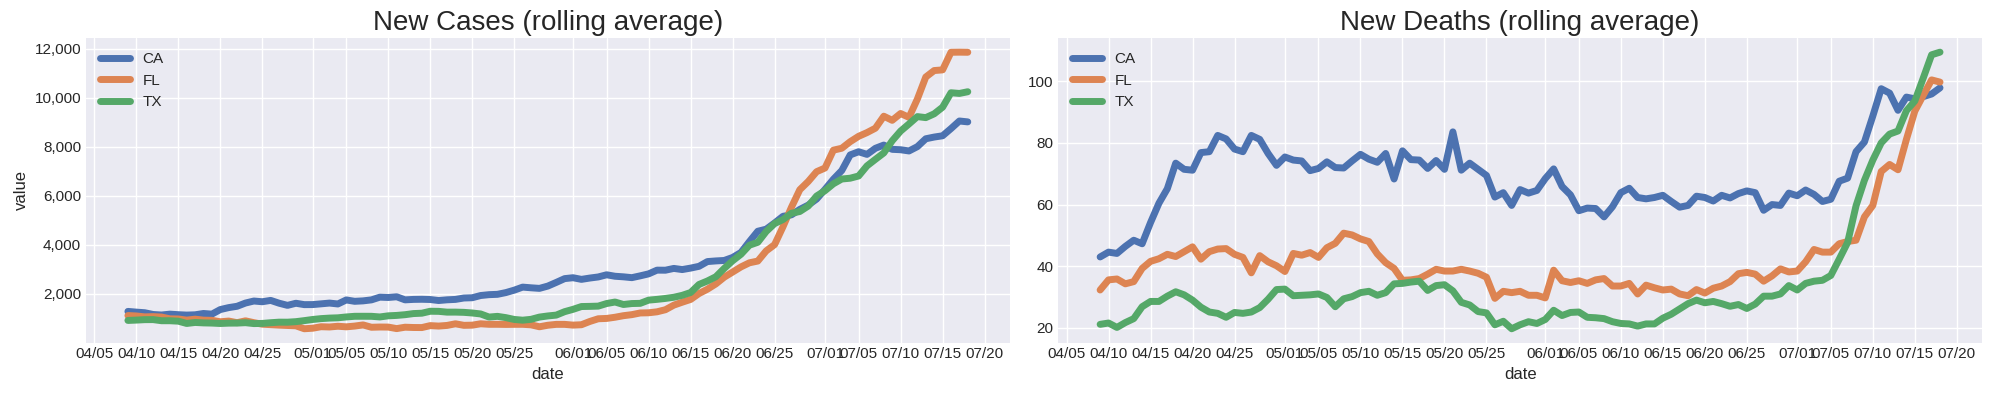 New Cases (rolling average)
CA
FL
TX
12,000
10,000
8,000
6,000
4,000
2,000
value
04/05 04/10 04/15 04/20 04/25 05/01 05/05 05/10 05/15 05/20 05/25 06/01 06/05 06/10 06/15 06/20 06/25 07/01 07/05 07/10 07/15 07/20
date
New Deaths (rolling average)
CA
FL
TX
100
80
60
40
20
04/05 04/10 04/15 04/20 04/25 05/01 05/05 05/10 05/15 05/20 05/25 06/01 06/05 06/10 06/15 06/20 06/25 07/01 07/05 07/10 07/15 07/20
date